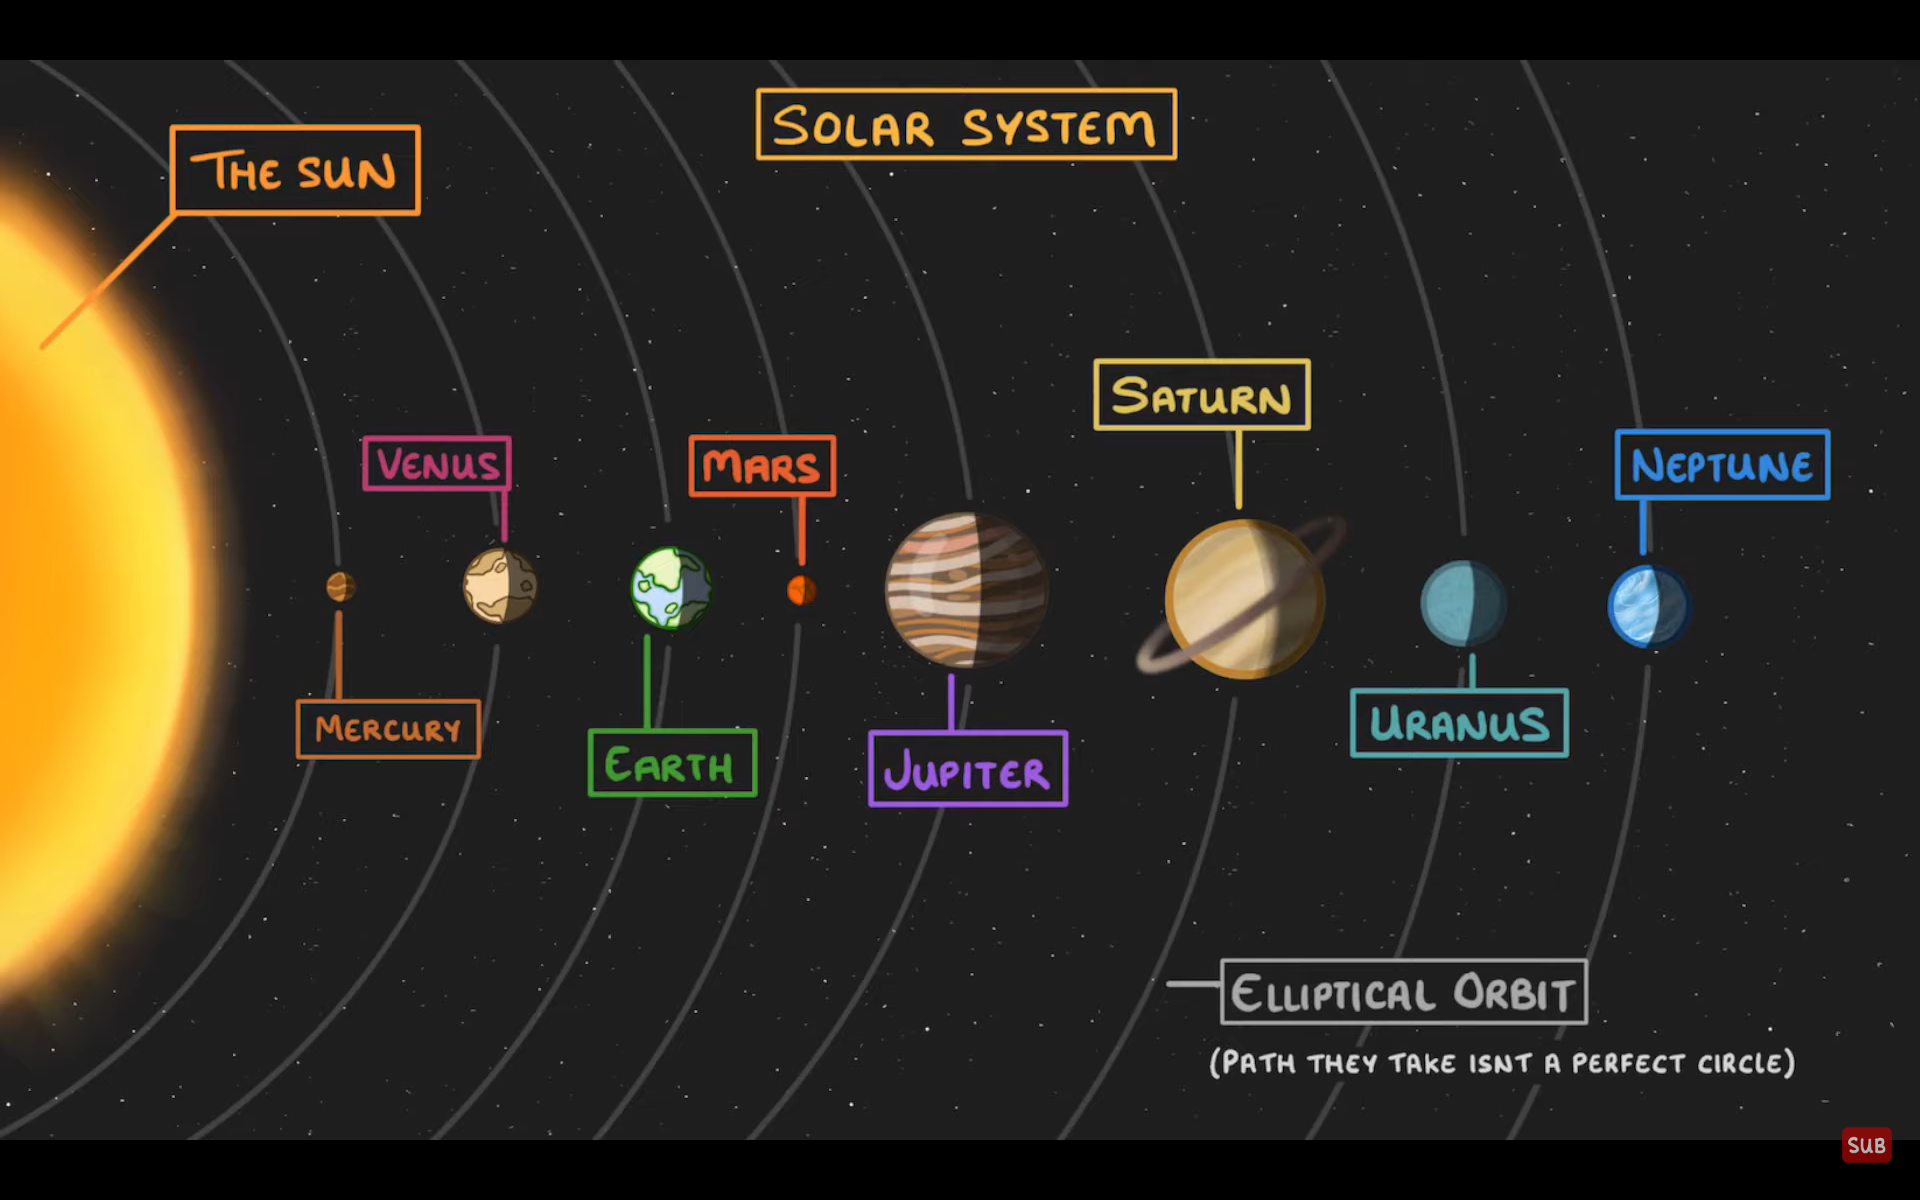 SOLAR SYSTEM
THE SUN
SATURN
VENUS
MARS
NEPTUNE
MERCURY
EARTH
JUPITER
URANUS
ELLIPTICAL ORBIT
(PATH THEY TAKE ISNT A PERFECT CIRCLE)
SUB